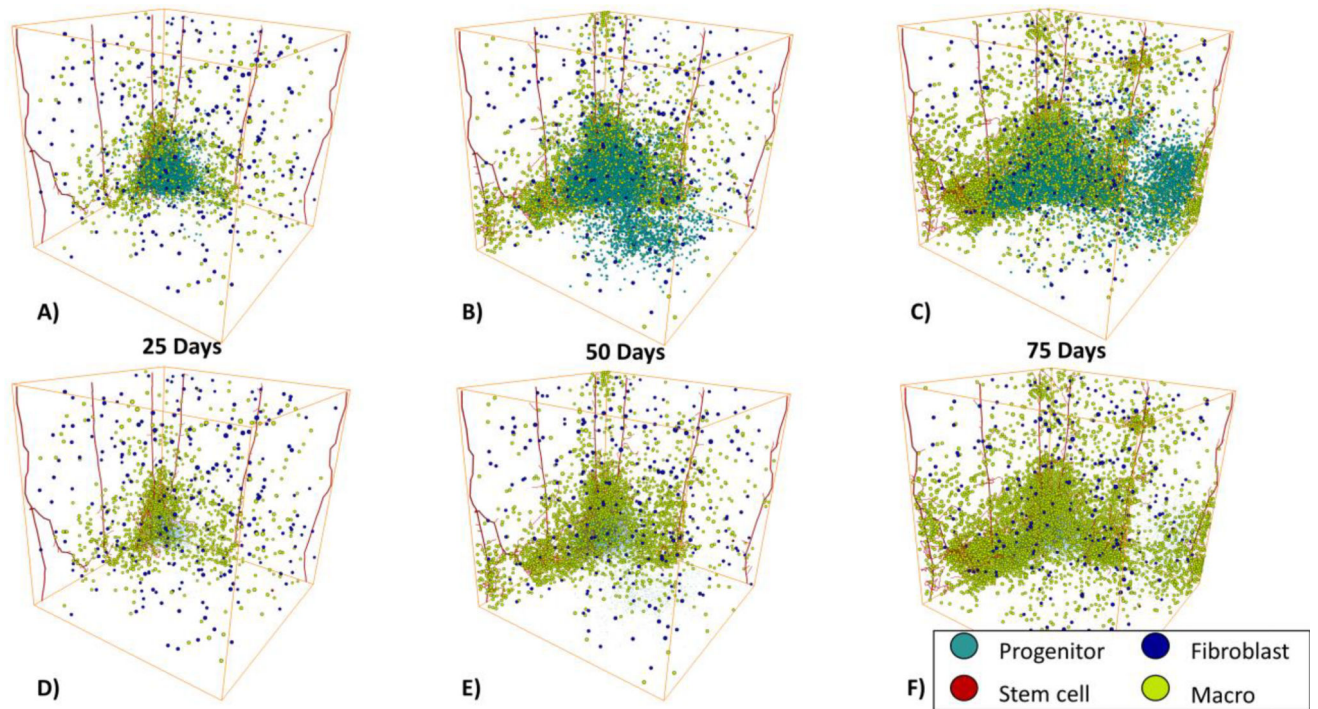 A)
B)
C)
25 Days
50 Days
75 Days
D)
E)
F)
Progenitor
Fibroblast
Stem cell
Macro